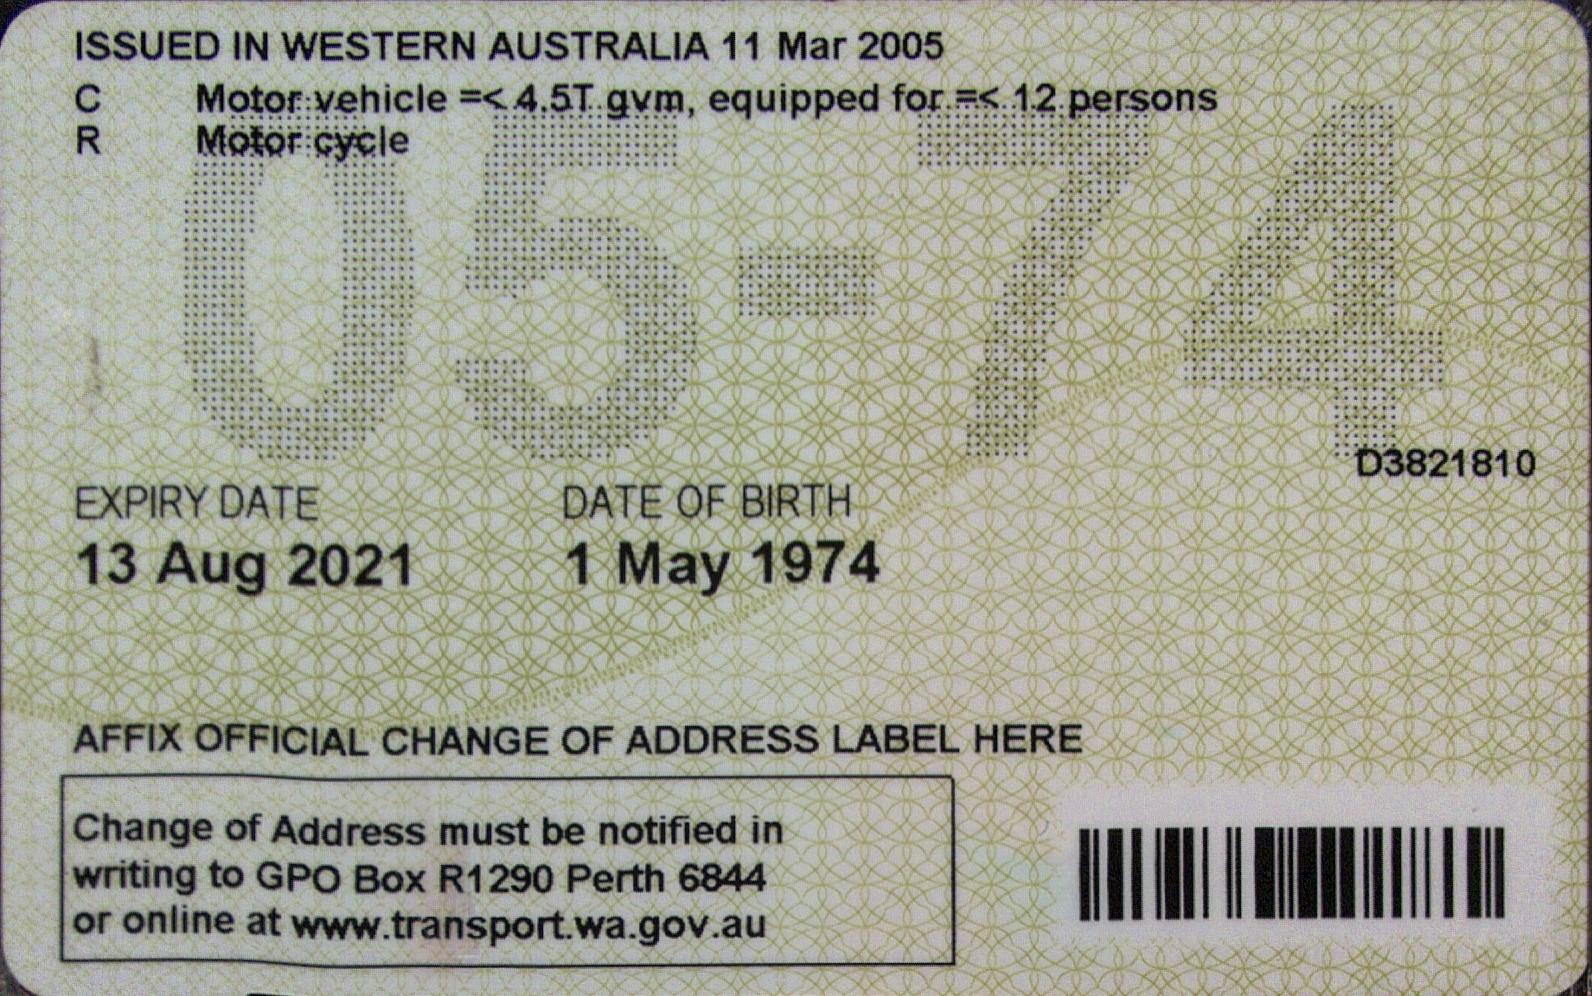 ISSUED IN WESTERN AUSTRALIA 11 Mar 2005
C Motor vehicle =< 4.5T gvm, equipped for =< 12 persons
R Motor cycle
05-74
D3821810
EXPIRY DATE DATE OF BIRTH
13 Aug 2021 1 May 1974
AFFIX OFFICIAL CHANGE OF ADDRESS LABEL HERE
Change of Address must be notified in
writing to GPO Box R1290 Perth 6844
or online at www.transport.wa.gov.au